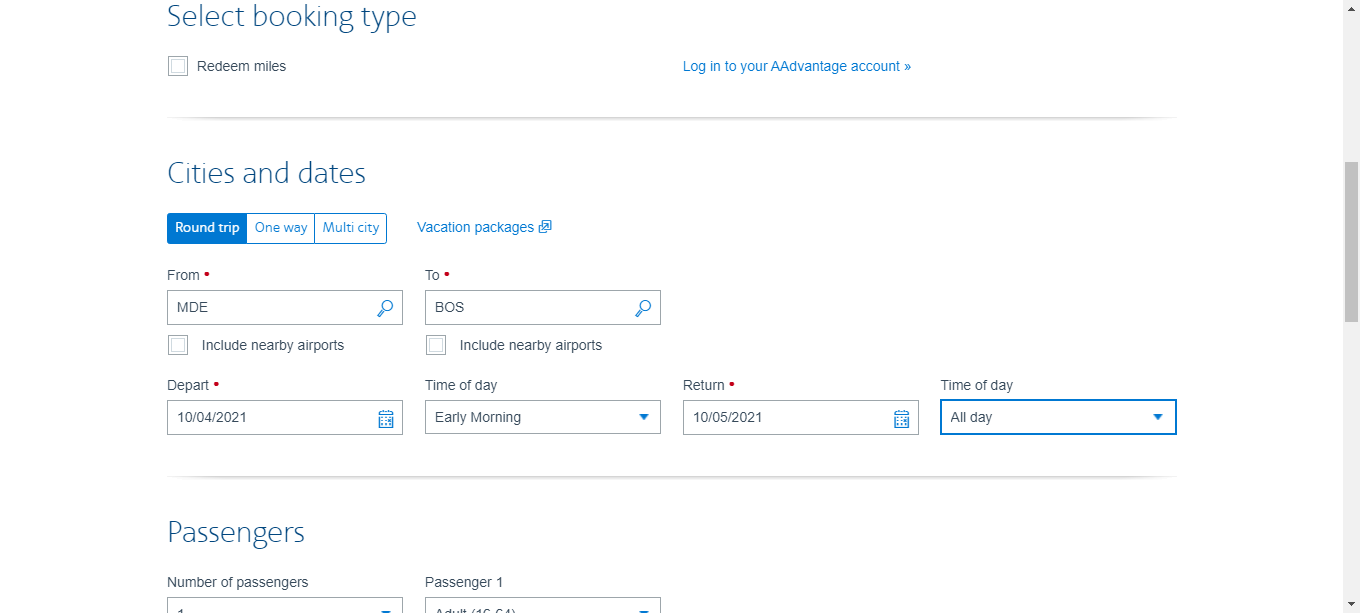 Select booking type
Redeem miles
Log in to your AAdvantage account »
Cities and dates
Round trip One way Multi city Vacation packages
From • To •
MDE BOS
Include nearby airports Include nearby airports
Depart • Time of day Return • Time of day
10/04/2021 Early Morning 10/05/2021 All day
Passengers
Number of passengers Passenger 1
1 Adult (16-64)